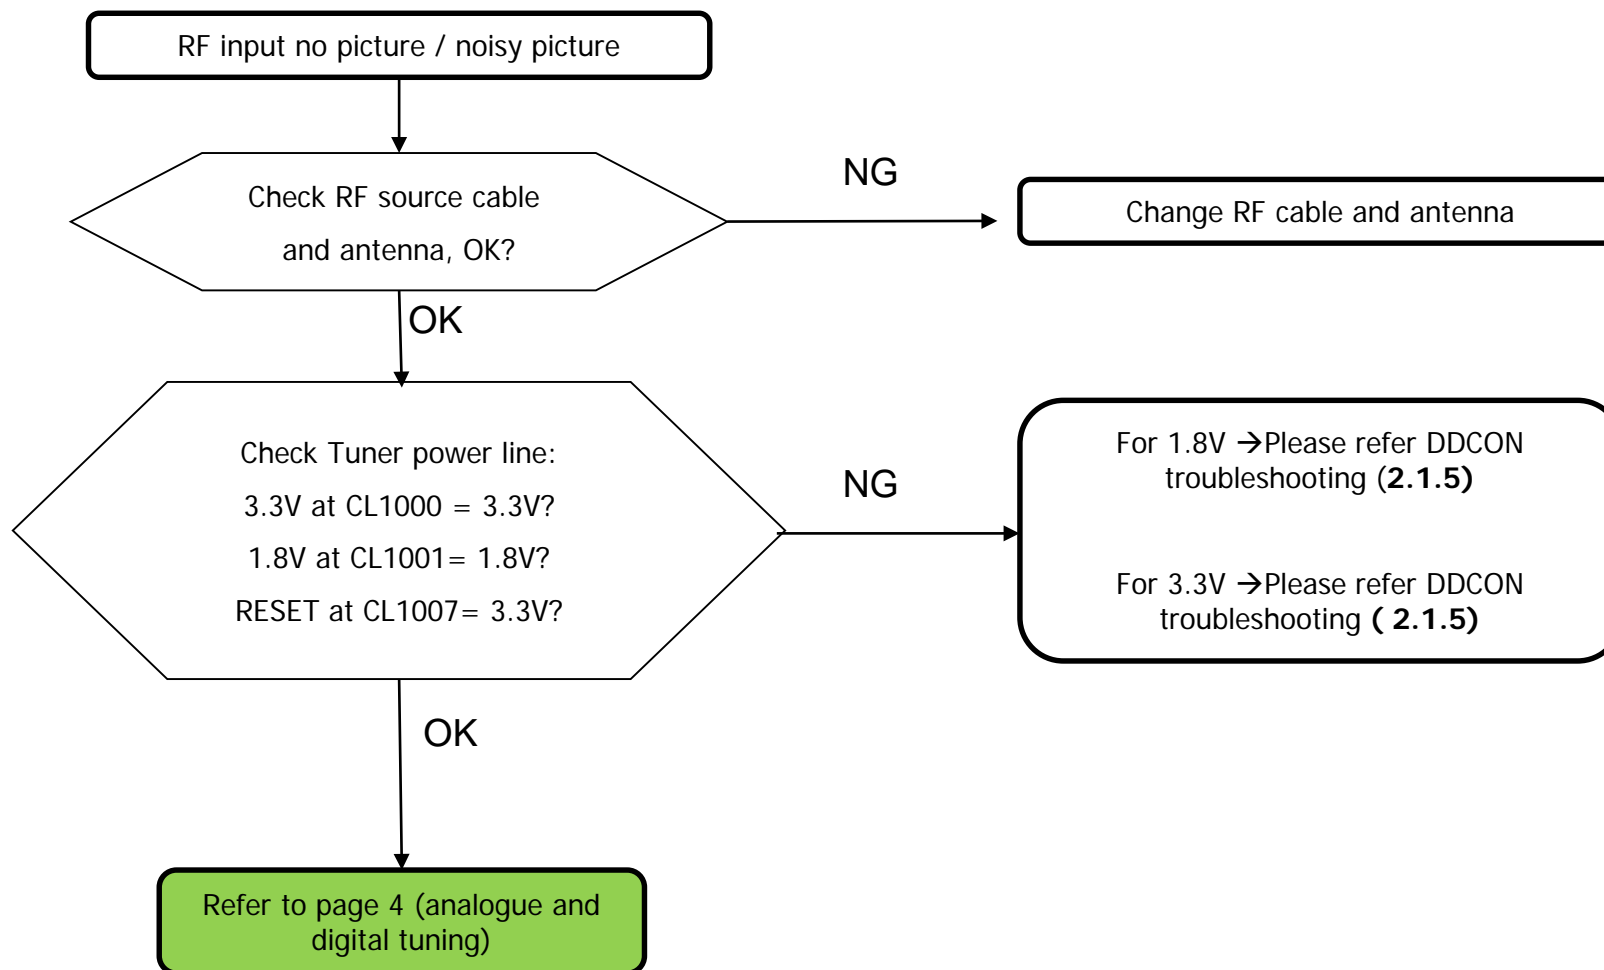 RF input no picture / noisy picture
Check RF source cable
and antenna, OK?
NG
Change RF cable and antenna
OK
Check Tuner power line:
3.3V at CL1000 = 3.3V?
1.8V at CL1001= 1.8V?
RESET at CL1007= 3.3V?
NG
For 1.8V →Please refer DDCON
troubleshooting (2.1.5)
For 3.3V →Please refer DDCON
troubleshooting ( 2.1.5)
OK
Refer to page 4 (analogue and
digital tuning)